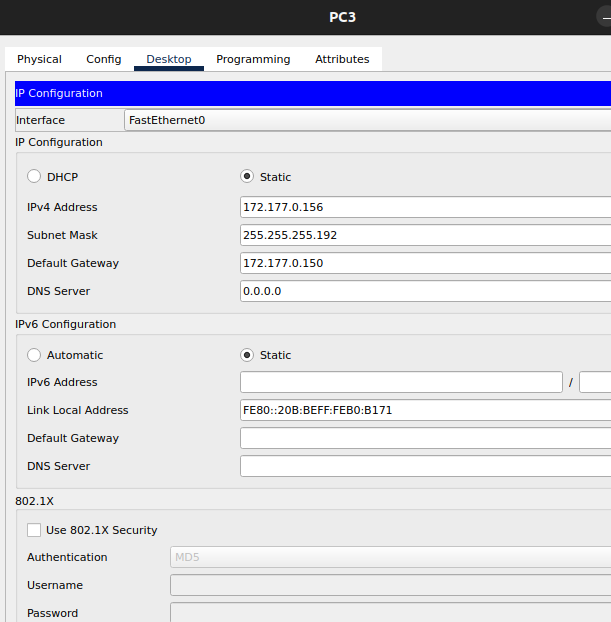 PC3
Physical Config Desktop Programming Attributes
IP Configuration
Interface FastEthernet0
IP Configuration
DHCP Static
IPv4 Address 172.177.0.156
Subnet Mask 255.255.255.192
Default Gateway 172.177.0.150
DNS Server 0.0.0.0
IPv6 Configuration
Automatic Static
IPv6 Address /
Link Local Address FE80::20B:BEFF:FEB0:B171
Default Gateway
DNS Server
802.1X
Use 802.1X Security
Authentication MD5
Username
Password